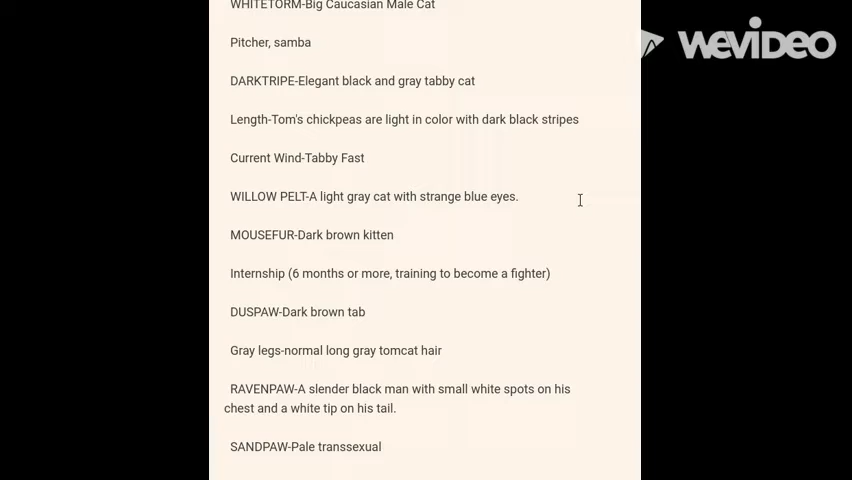 WHITETORM-Big Caucasian Male Cat
WEVIDEO
Pitcher, samba
DARKTRIPE-Elegant black and gray tabby cat
Length-Tom's chickpeas are light in color with dark black stripes
Current Wind-Tabby Fast
WILLOW PELT-A light gray cat with strange blue eyes.
MOUSEFUR-Dark brown kitten
Internship (6 months or more, training to become a fighter)
DUSPAW-Dark brown tab
Gray legs-normal long gray tomcat hair
RAVENPAW-A slender black man with small white spots on his
chest and a white tip on his tail.
SANDPAW-Pale transsexual